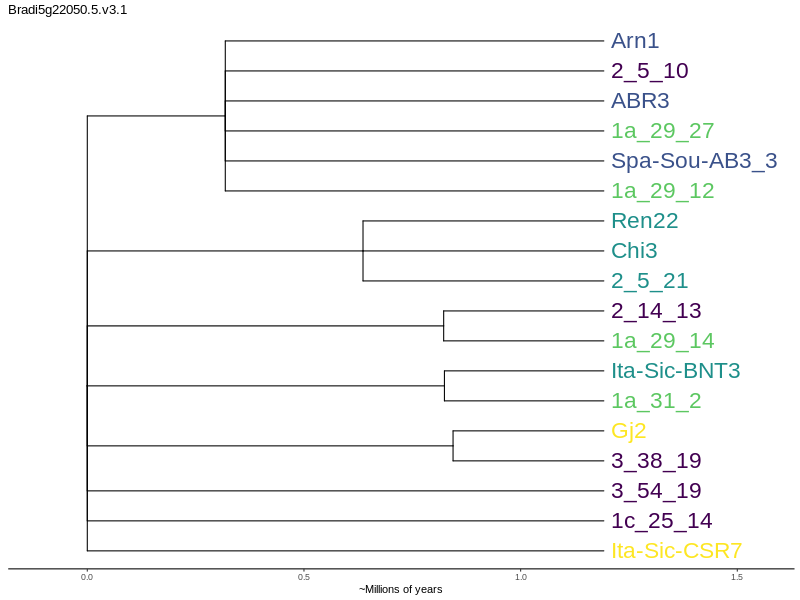 Bradi5g22050.5.v3.1
Arn1
2_5_10
ABR3
1a_29_27
Spa-Sou-AB3_3
1a_29_12
Ren22
Chi3
2_5_21
2_14_13
1a_29_14
Ita-Sic-BNT3
1a_31_2
Gj2
3_38_19
3_54_19
1c_25_14
Ita-Sic-CSR7
0.0 0.5 1.0 1.5
~Millions of years